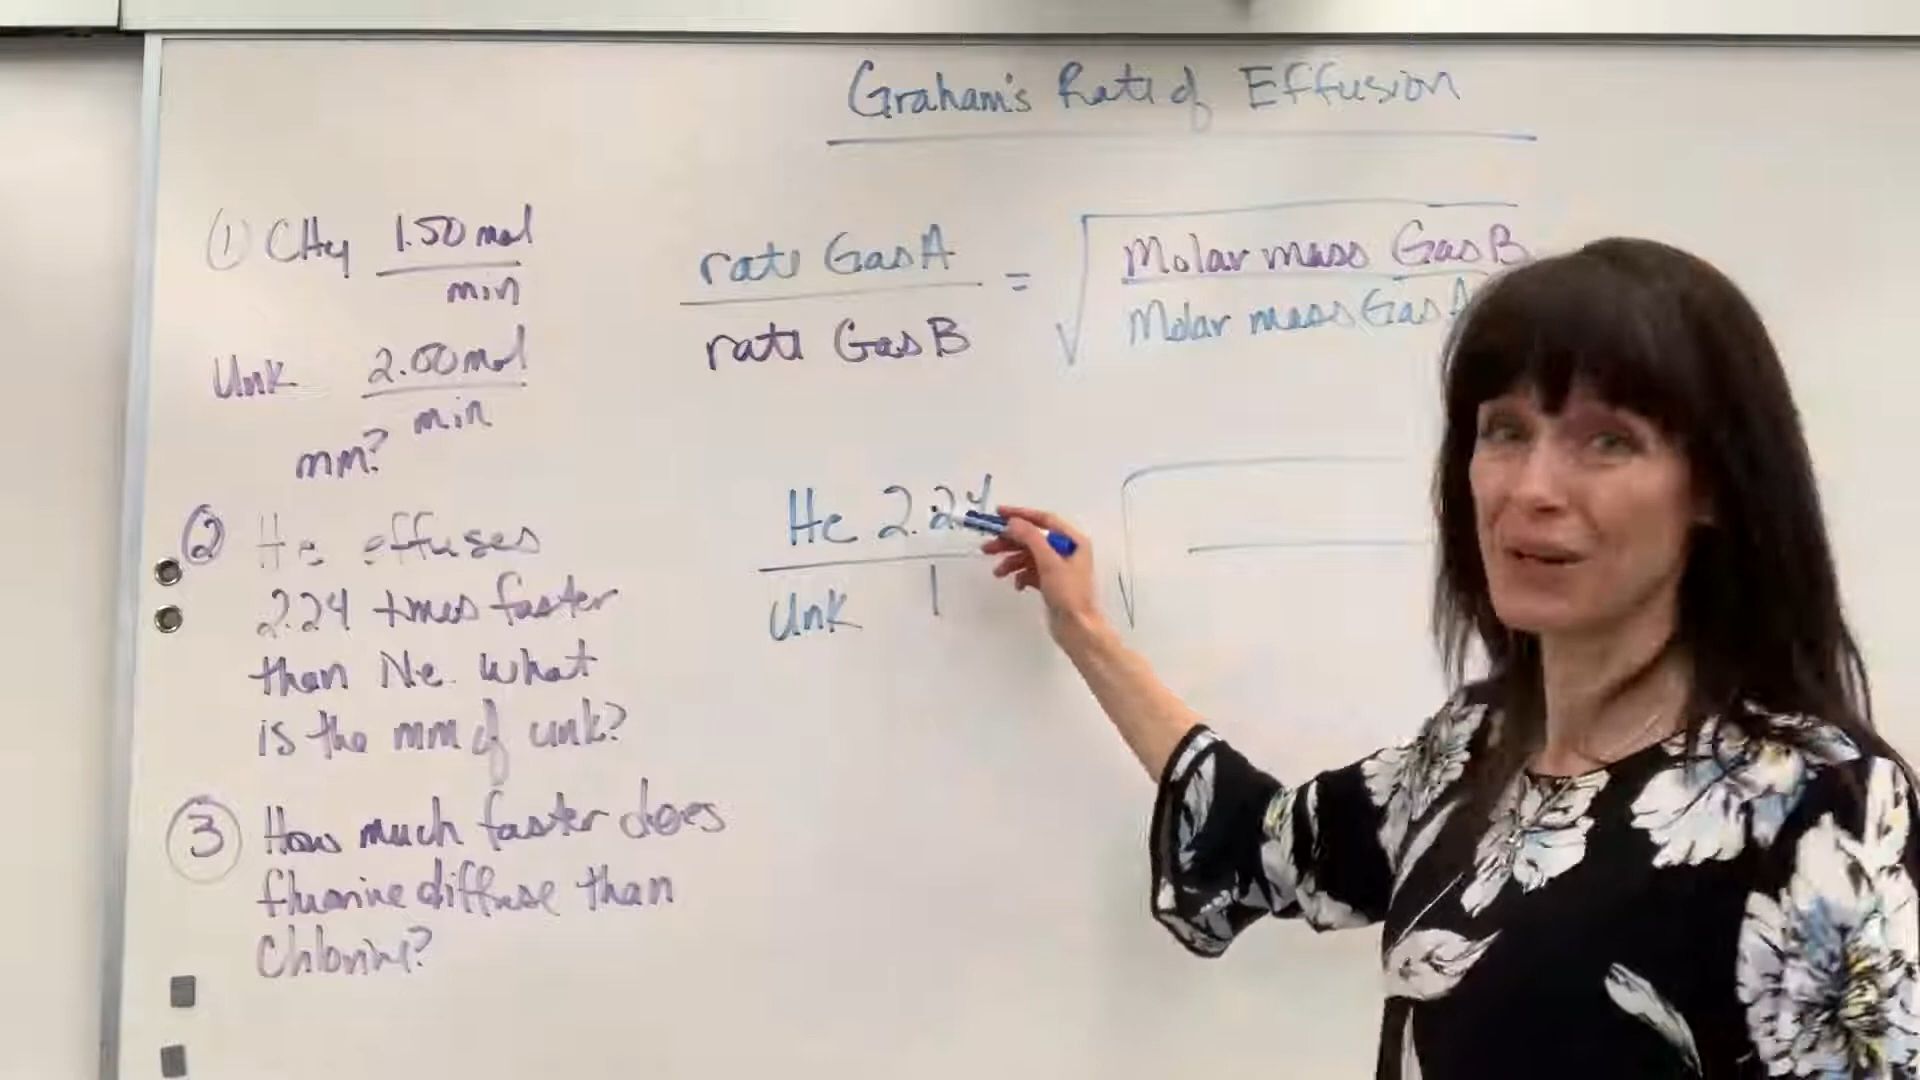 Graham's Rate of Effusion
① CH4 1.50 mol
min
Unk 2.00 mol
min
mm?
② He effuses
2.24 times faster
than Ne. What
is the mm of unk?
③ How much faster does
fluorine diffuse than
Chlorine?
rate Gas A
rate Gas B
=
√
Molar mass Gas B
Molar mass Gas
He 2.24
Unk 1